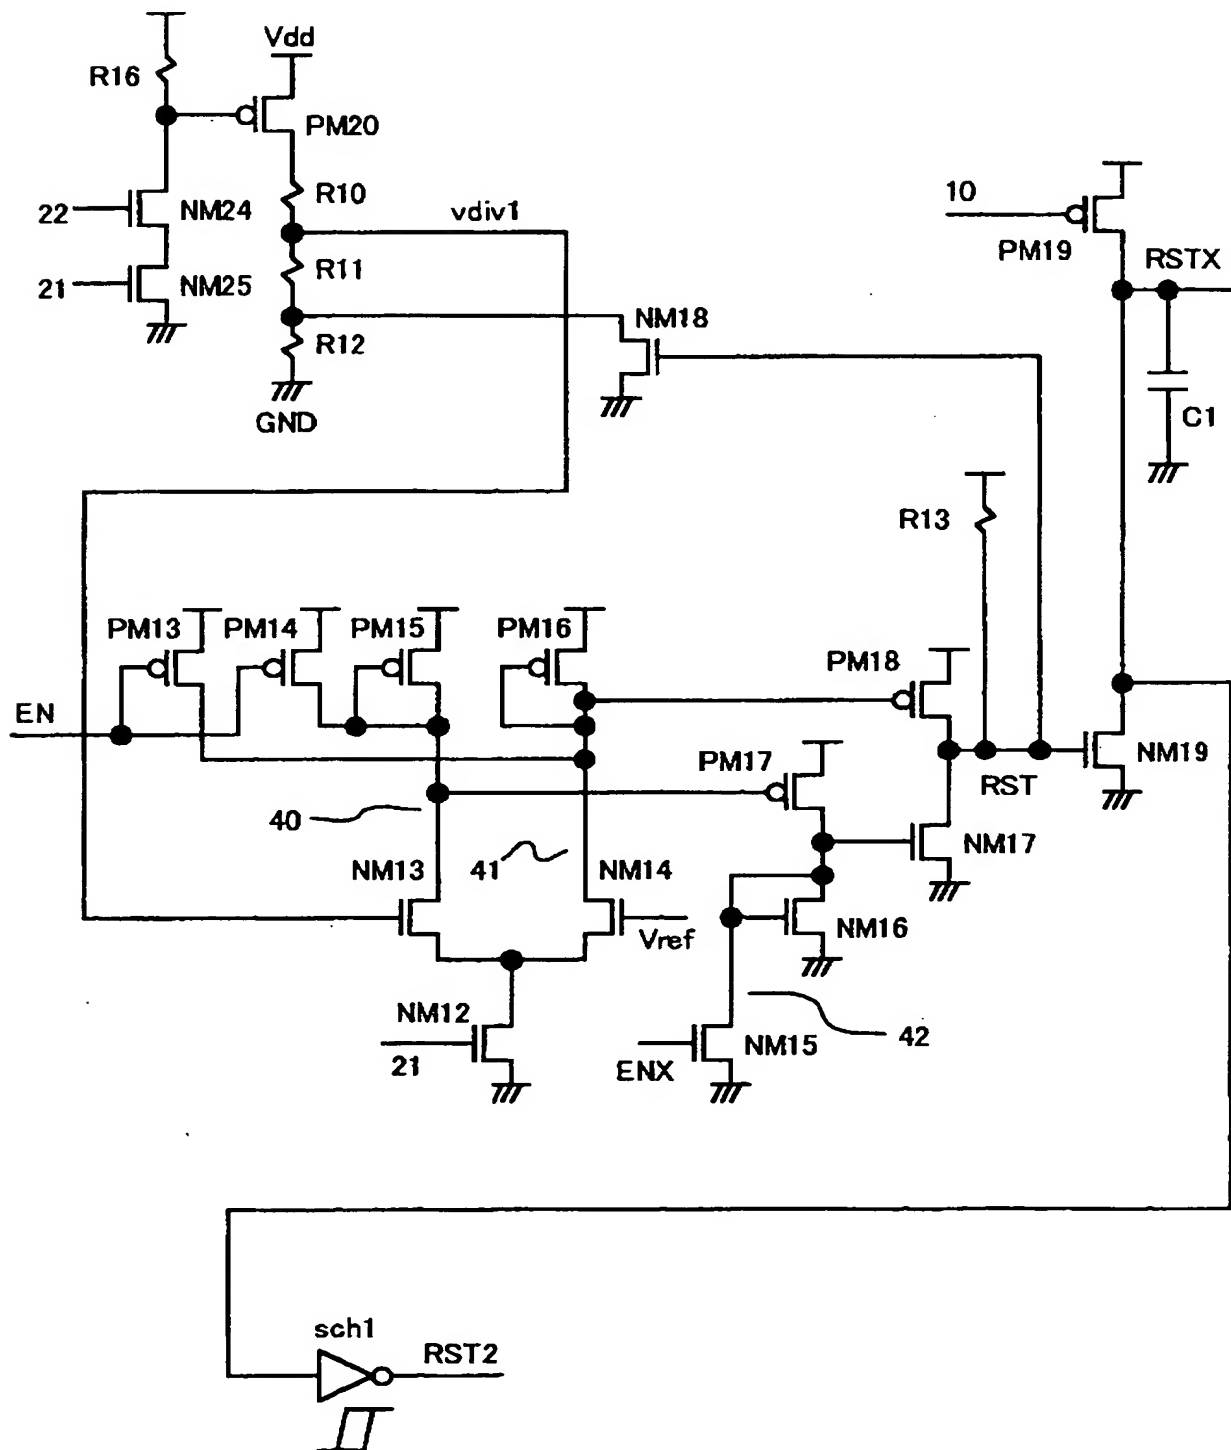 Vdd
R16
PM20
R10
22
NM24
vdiv1
10
PM19
RSTX
R11
21
NM25
NM18
R12
GND
C1
R13
PM13
PM14
PM15
PM16
PM18
EN
PM17
RST
NM19
40
41
NM13
NM14
NM17
Vref
NM16
NM12
21
ENX
NM15
42
sch1
RST2